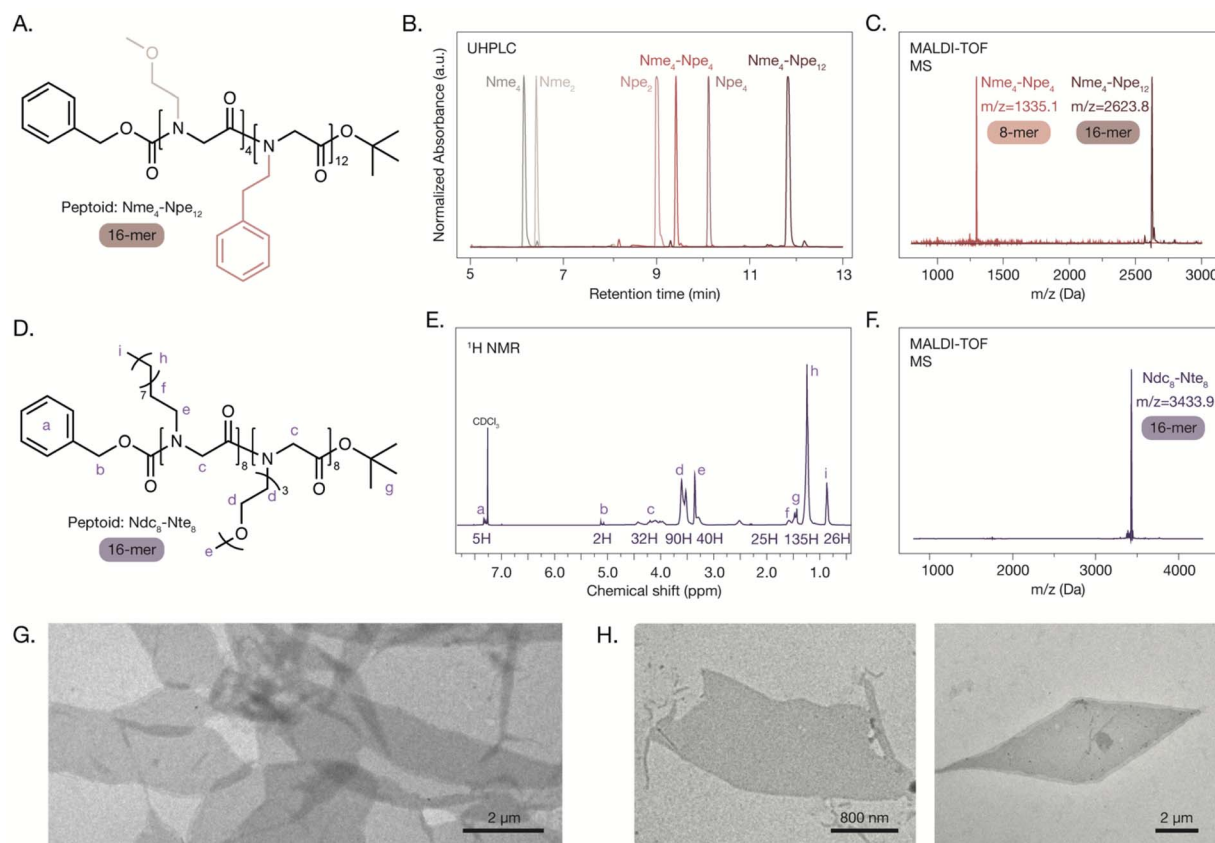 A.
O
O
N
O
O
4
N
O
O
12
Peptoid: Nme4-Npe12
16-mer
B.
UHPLC
Nme4-Npe4
Nme4-Npe12
Nme4
Nme2
Npe2
Npe4
Normalized Absorbance (a.u.)
5
7
9
11
13
Retention time (min)
C.
MALDI-TOF
MS
Nme4-Npe4
m/z=1335.1
8-mer
Nme4-Npe12
m/z=2623.8
16-mer
1000
1500
2000
2500
3000
m/z (Da)
D.
i
h
7
f
e
a
b
O
O
N
c
O
8
N
c
O
O
8
g
3
d
d
O
e
Peptoid: Ndc8-Nte8
16-mer
E.
1H NMR
CDCl3
a
b
c
d
e
f
g
h
i
5H
2H
32H
90H
40H
25H
135H
26H
7.0
6.0
5.0
4.0
3.0
2.0
1.0
Chemical shift (ppm)
F.
MALDI-TOF
MS
Ndc8-Nte8
m/z=3433.9
16-mer
1000
2000
3000
4000
m/z (Da)
G.
2 µm
H.
800 nm
2 µm